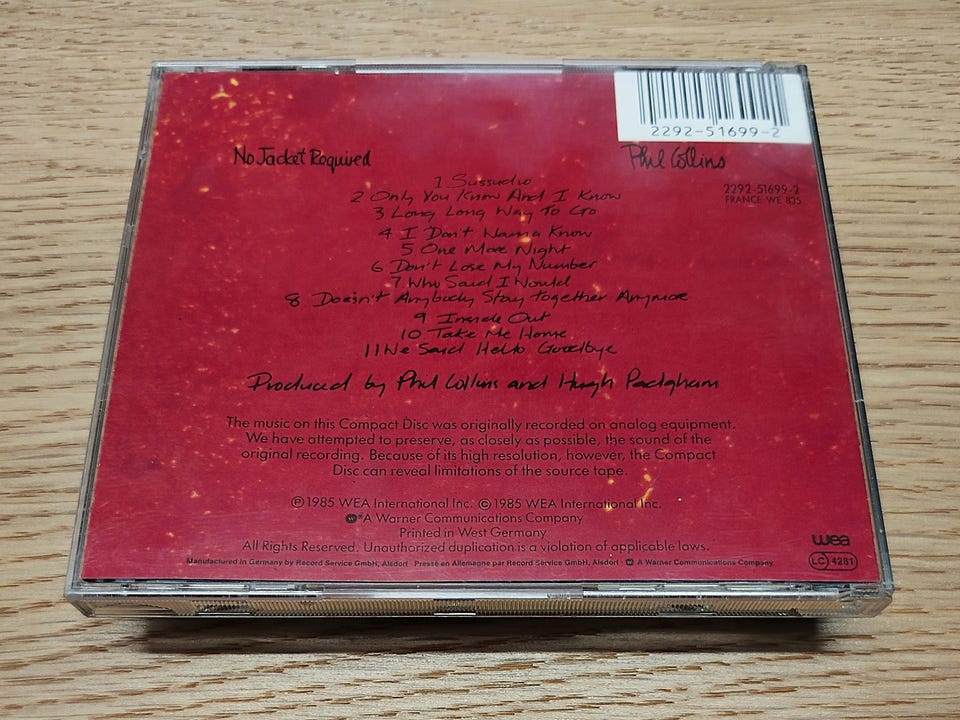 2292-51699-2
No Jacket Required
Phil Collins
2292-51699-2
FRANCE WE 835
1 Sussudio
2 Only You Know And I Know
3 Long Long Way To Go
4 I Don't Wanna Know
5 One More Night
6 Don't Lose My Number
7. Who Said I Would
8 Doesn't Anybody Stay Together Anymore
9 Inside Out
10 Take Me Home
11 We Said Hello Goodbye
Produced by Phil Collins and Hugh Padgham
The music on this Compact Disc was originally recorded on analog equipment.
We have attempted to preserve, as closely as possible, the sound of the
original recording. Because of its high resolution, however, the Compact
Disc can reveal limitations of the source tape.
℗ 1985 WEA International Inc. © 1985 WEA International Inc.
*A Warner Communications Company
Printed in West Germany
All Rights Reserved. Unauthorized duplication is a violation of applicable laws.
Manufactured in Germany by Record Service GmbH, Alsdorf · Pressé en Allemagne par Record Service GmbH, Alsdorf · A Warner Communications Company
wea
LC 4281